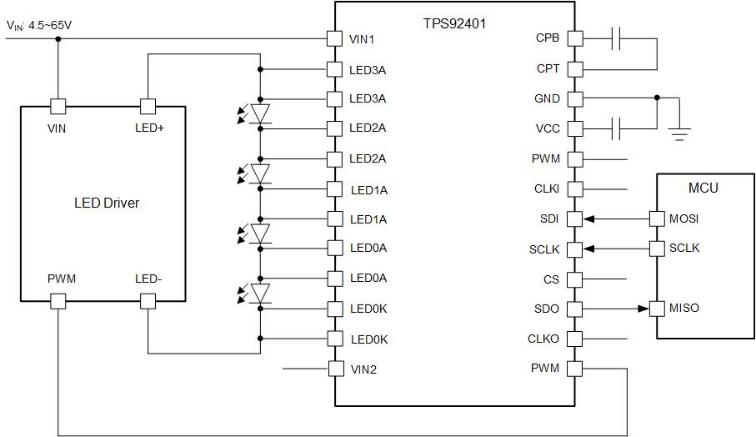 TPS92401
VIN: 4.5~65V
VIN1
CPB
LED3A
CPT
LED3A
GND
VIN
LED+
LED2A
VCC
LED2A
PWM
LED1A
CLKI
MCU
LED Driver
LED1A
SDI
MOSI
LED0A
SCLK
SCLK
PWM
LED-
LED0A
CS
LED0K
SDO
MISO
LED0K
CLKO
VIN2
PWM